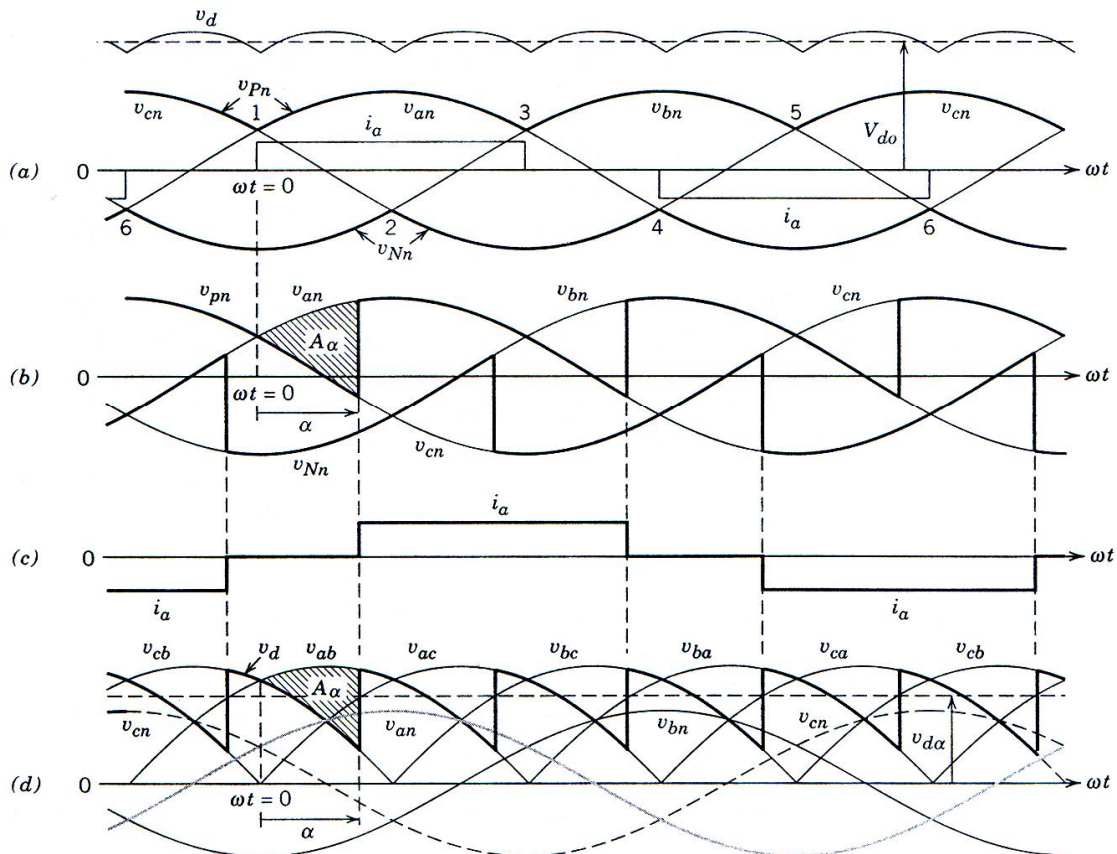 v_d
v_cn v_Pn 1 v_an 3 v_bn 5 v_cn
i_a V_do
(a) 0 ωt
ωt = 0
6 2 v_Nn 4 i_a 6
v_pn v_an v_bn v_cn
A_α
(b) 0 ωt
ωt = 0
α
v_Nn v_cn
i_a
(c) 0 ωt
i_a i_a
v_cb v_d v_ab v_ac v_bc v_ba v_ca v_cb
A_α
v_cn v_an v_bn v_cn v_dα
(d) 0 ωt
ωt = 0
α